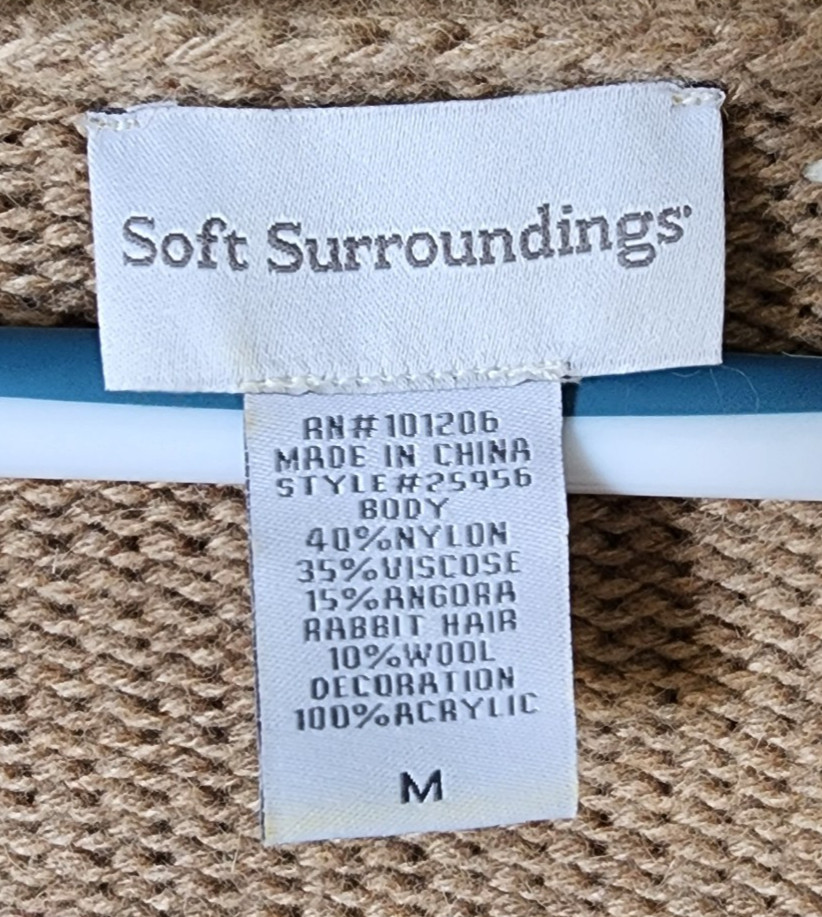 Soft Surroundings
RN#101206
MADE IN CHINA
STYLE#25956
BODY
40%NYLON
35%VISCOSE
15%ANGORA
RABBIT HAIR
10%WOOL
DECORATION
100%ACRYLIC
M